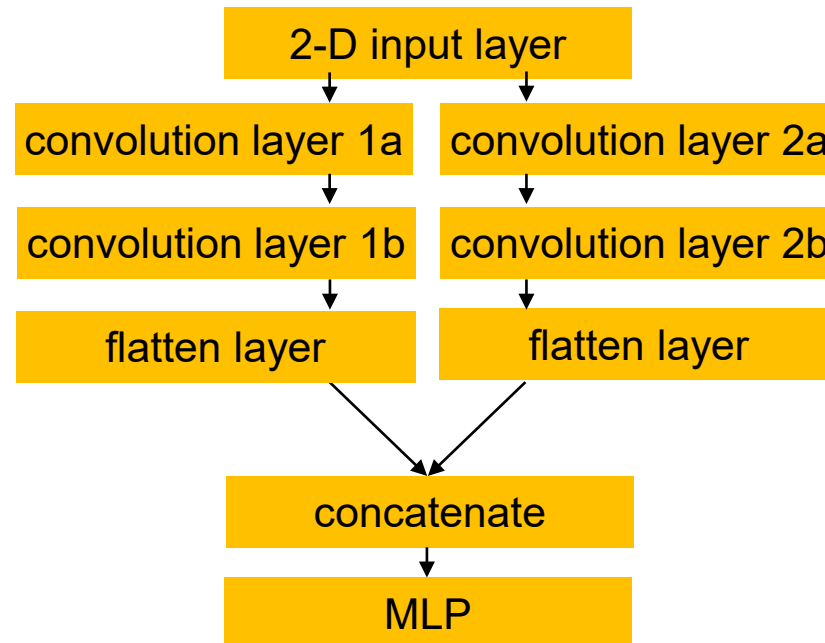 2-D input layer
convolution layer 1a
convolution layer 2a
convolution layer 1b
convolution layer 2b
flatten layer
flatten layer
concatenate
MLP